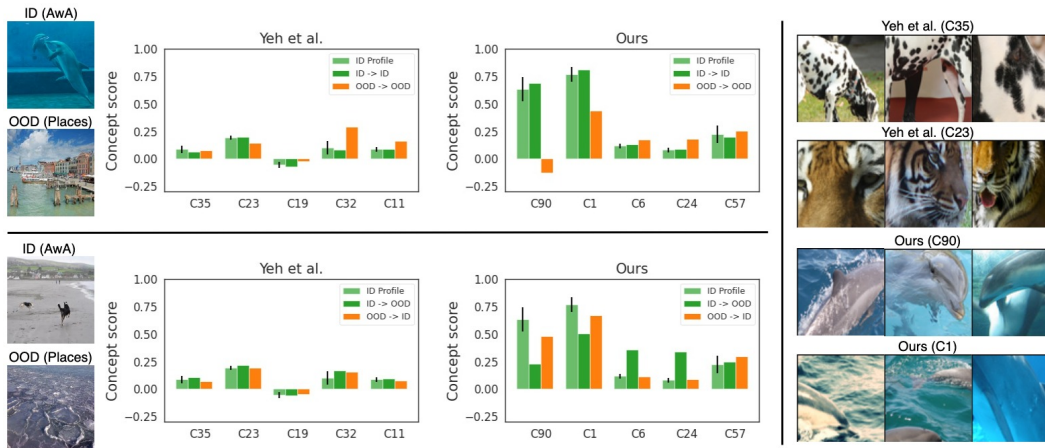 ID (AwA)
OOD (Places)
Yeh et al.
Concept score
1.00
0.75
0.50
0.25
0.00
−0.25
ID Profile
ID -> ID
OOD -> OOD
C35 C23 C19 C32 C11
Ours
Concept score
1.00
0.75
0.50
0.25
0.00
−0.25
ID Profile
ID -> ID
OOD -> OOD
C90 C1 C6 C24 C57
ID (AwA)
OOD (Places)
Yeh et al.
Concept score
1.00
0.75
0.50
0.25
0.00
−0.25
ID Profile
ID -> OOD
OOD -> ID
C35 C23 C19 C32 C11
Ours
Concept score
1.00
0.75
0.50
0.25
0.00
−0.25
ID Profile
ID -> OOD
OOD -> ID
C90 C1 C6 C24 C57
Yeh et al. (C35)
Yeh et al. (C23)
Ours (C90)
Ours (C1)